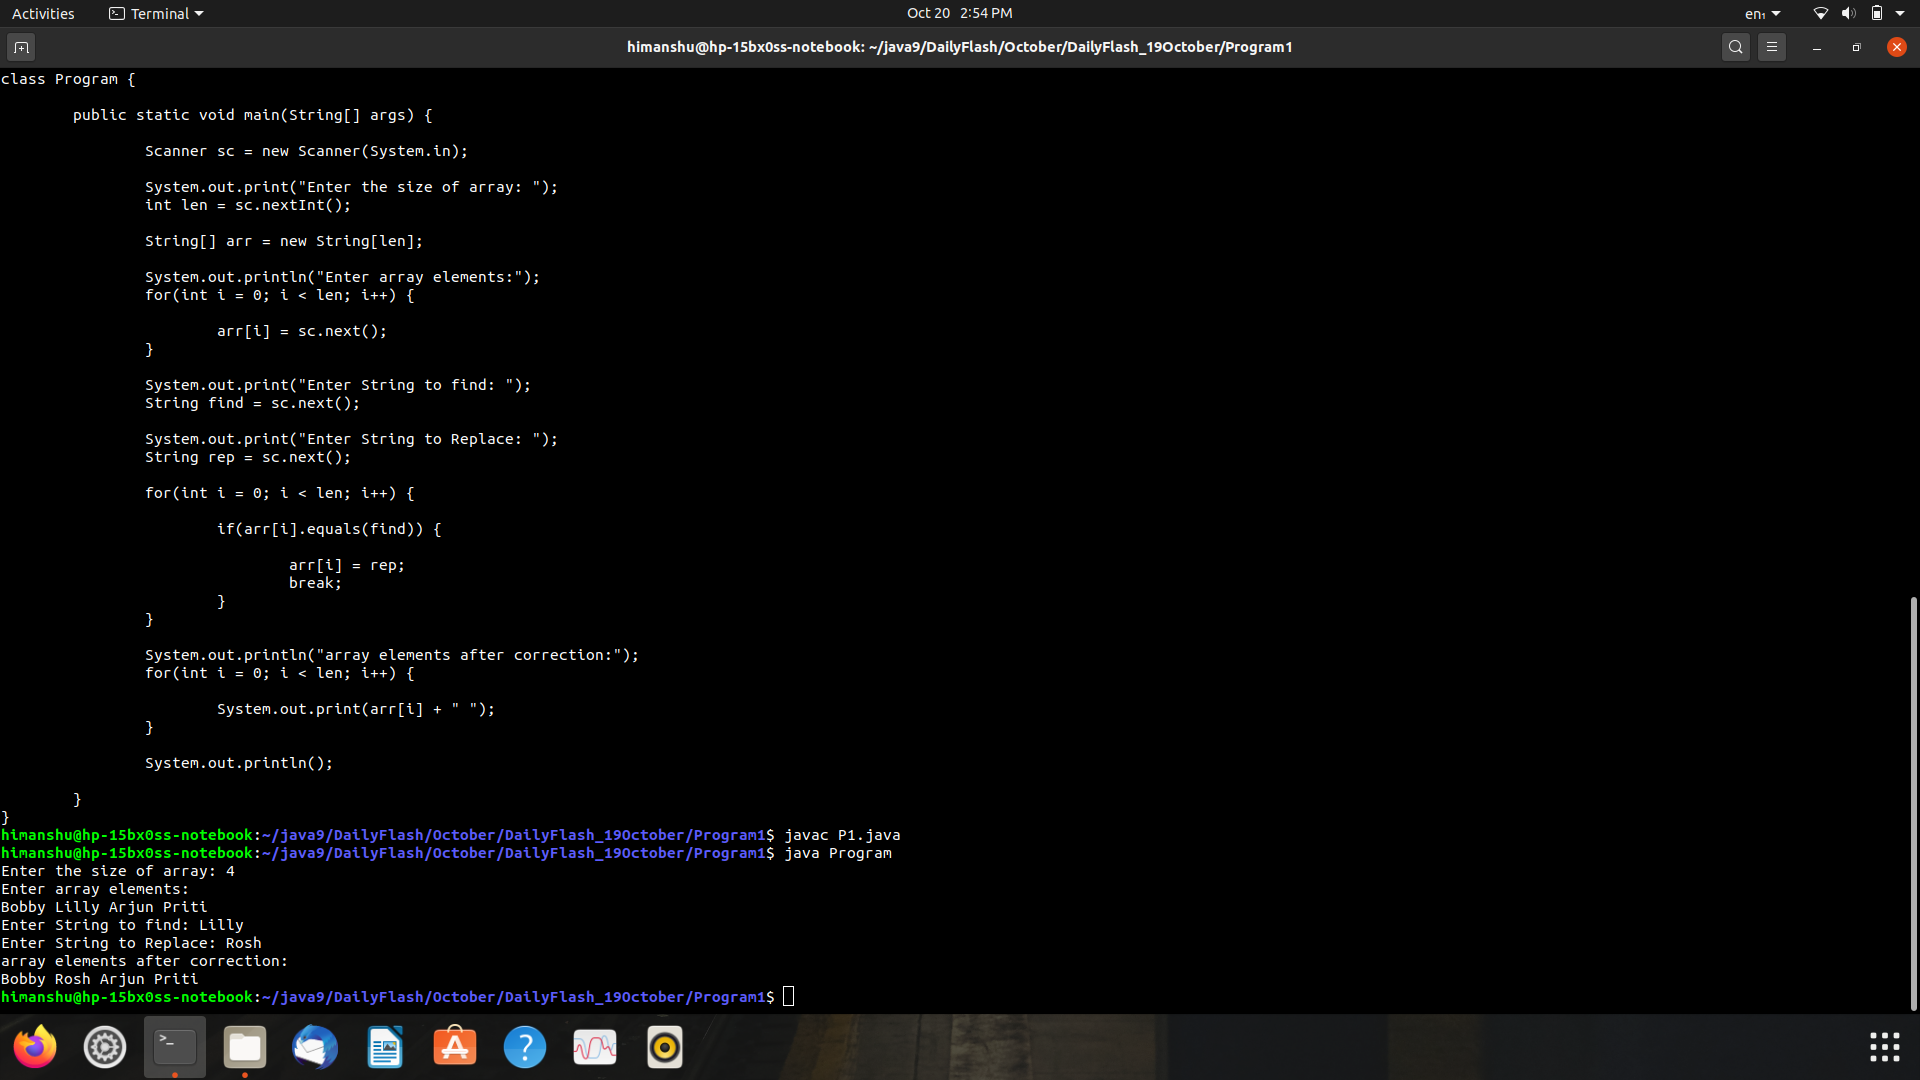 Activities Terminal Oct 20 2:54 PM en₁
himanshu@hp-15bx0ss-notebook: ~/java9/DailyFlash/October/DailyFlash_19October/Program1
class Program {
public static void main(String[] args) {
Scanner sc = new Scanner(System.in);
System.out.print("Enter the size of array: ");
int len = sc.nextInt();
String[] arr = new String[len];
System.out.println("Enter array elements:");
for(int i = 0; i < len; i++) {
arr[i] = sc.next();
}
System.out.print("Enter String to find: ");
String find = sc.next();
System.out.print("Enter String to Replace: ");
String rep = sc.next();
for(int i = 0; i < len; i++) {
if(arr[i].equals(find)) {
arr[i] = rep;
break;
}
}
System.out.println("array elements after correction:");
for(int i = 0; i < len; i++) {
System.out.print(arr[i] + " ");
}
System.out.println();
}
}
himanshu@hp-15bx0ss-notebook:~/java9/DailyFlash/October/DailyFlash_19October/Program1$ javac P1.java
himanshu@hp-15bx0ss-notebook:~/java9/DailyFlash/October/DailyFlash_19October/Program1$ java Program
Enter the size of array: 4
Enter array elements:
Bobby Lilly Arjun Priti
Enter String to find: Lilly
Enter String to Replace: Rosh
array elements after correction:
Bobby Rosh Arjun Priti
himanshu@hp-15bx0ss-notebook:~/java9/DailyFlash/October/DailyFlash_19October/Program1$